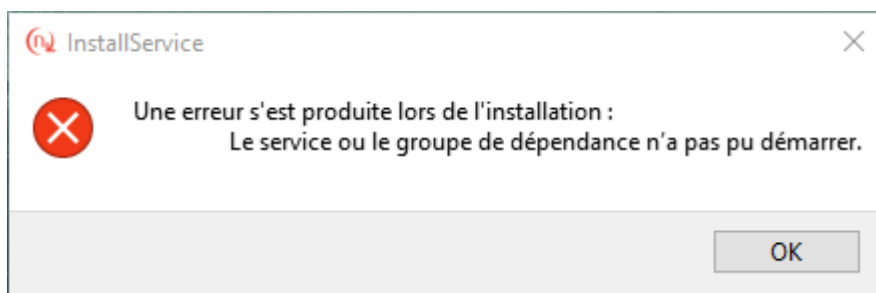 InstallService
Une erreur s'est produite lors de l'installation :
Le service ou le groupe de dépendance n’a pas pu démarrer.
OK